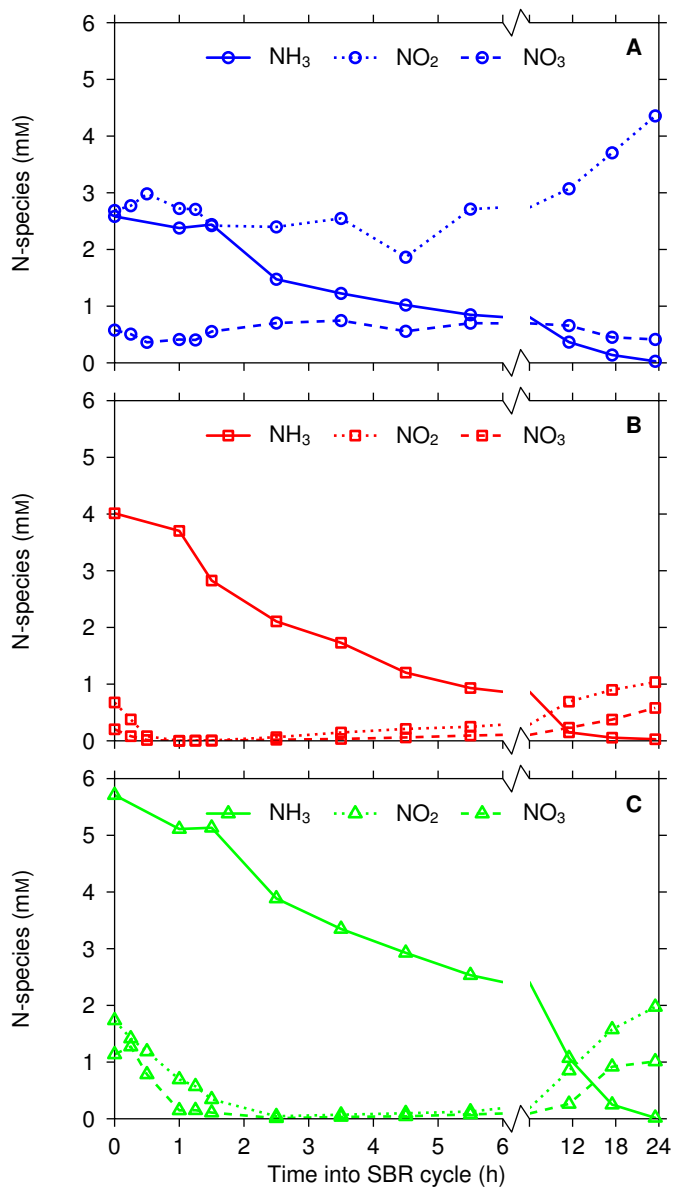 6
A
NH₃ NO₂ NO₃
5
4
3
2
1
0
N-species (mM)
6
B
NH₃ NO₂ NO₃
5
4
3
2
1
0
N-species (mM)
6
C
NH₃ NO₂ NO₃
5
4
3
2
1
0
N-species (mM)
0 1 2 3 4 5 6 12 18 24
Time into SBR cycle (h)